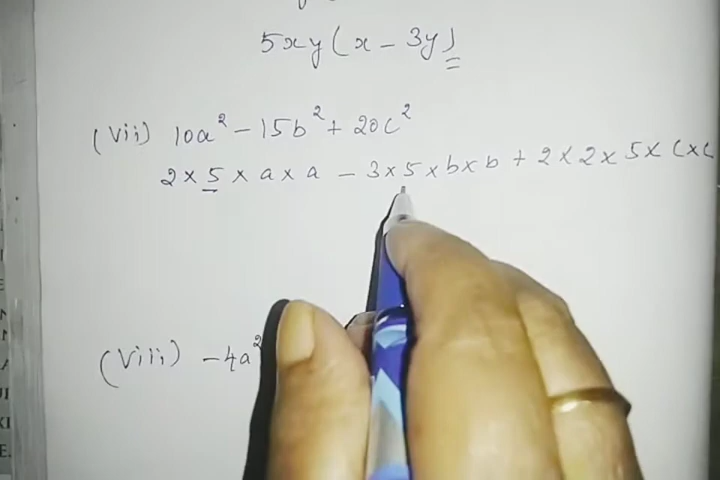 5xy(x - 3y)
(vii) 10a² - 15b² + 20c²
2 × 5 × a × a - 3 × 5 × b × b + 2 × 2 × 5 × c × c
(viii) - 4a²